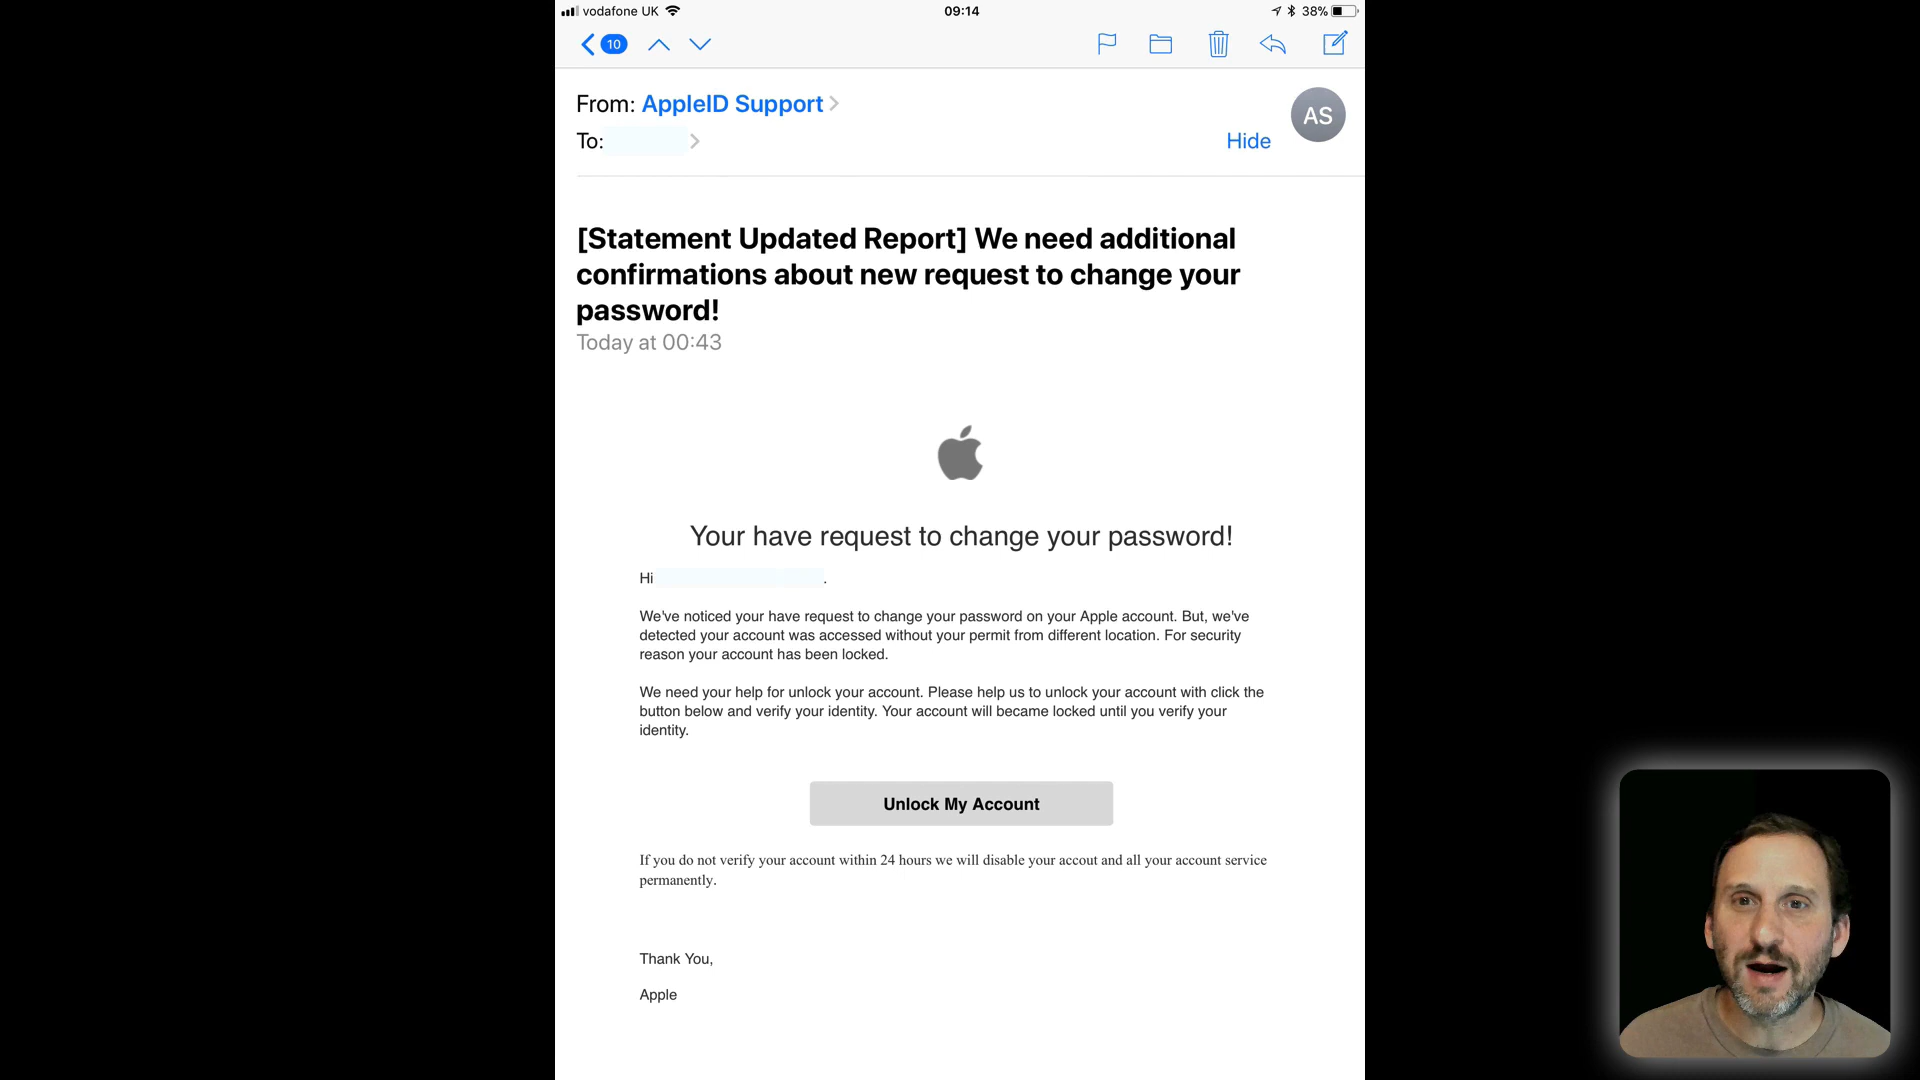 vodafone UK 09:14 38%
10
From: AppleID Support
AS
To: Hide
[Statement Updated Report] We need additional
confirmations about new request to change your
password!
Today at 00:43
Your have request to change your password!
Hi .
We've noticed your have request to change your password on your Apple account. But, we've
detected your account was accessed without your permit from different location. For security
reason your account has been locked.
We need your help for unlock your account. Please help us to unlock your account with click the
button below and verify your identity. Your account will became locked until you verify your
identity.
Unlock My Account
If you do not verify your account within 24 hours we will disable your accout and all your account service
permanently.
Thank You,
Apple